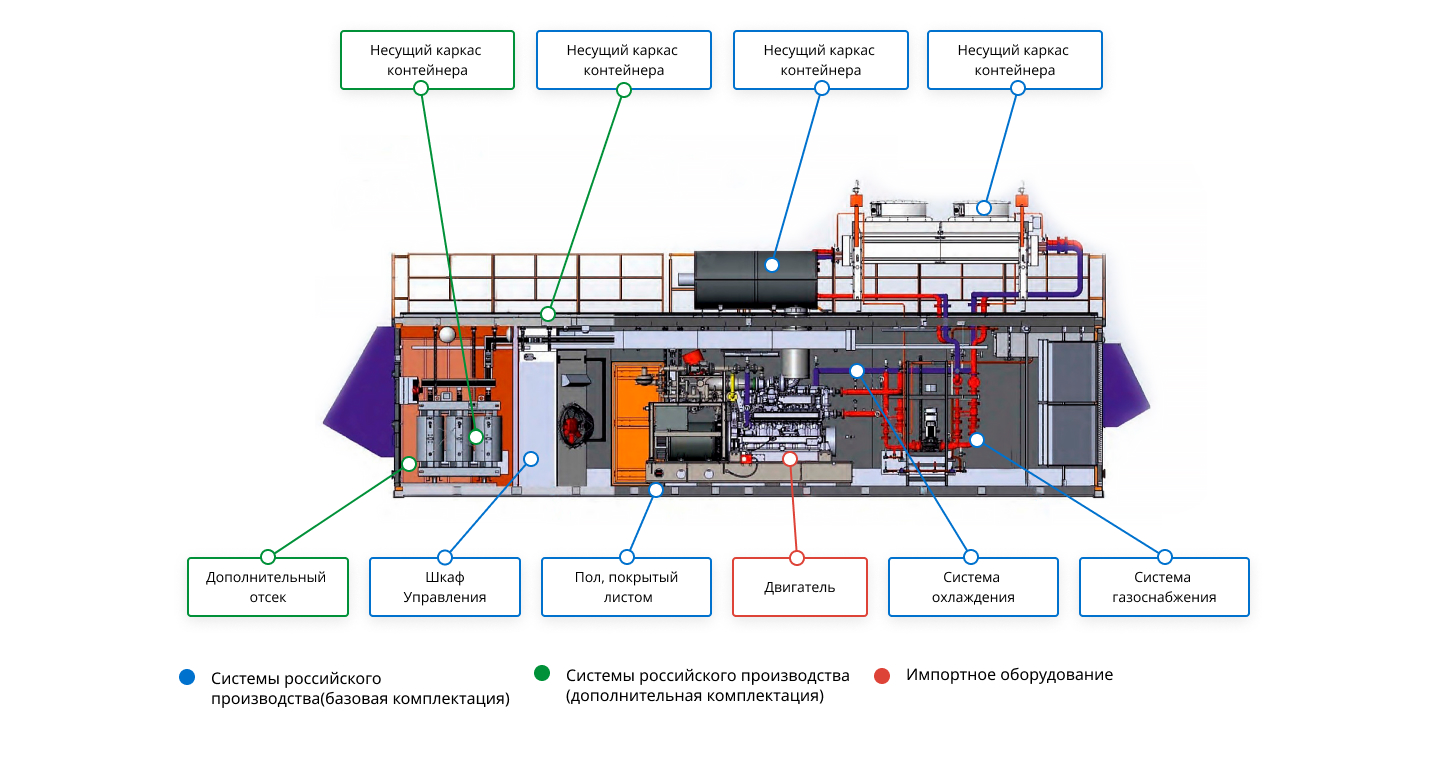 Несущий каркас
контейнера
Несущий каркас
контейнера
Несущий каркас
контейнера
Несущий каркас
контейнера
Дополнительный
отсек
Шкаф
Управления
Пол, покрытый
листом
Двигатель
Система
охлаждения
Система
газоснабжения
Системы российского
производства(базовая комплектация)
Системы российского производства
(дополнительная комплектация)
Импортное оборудование